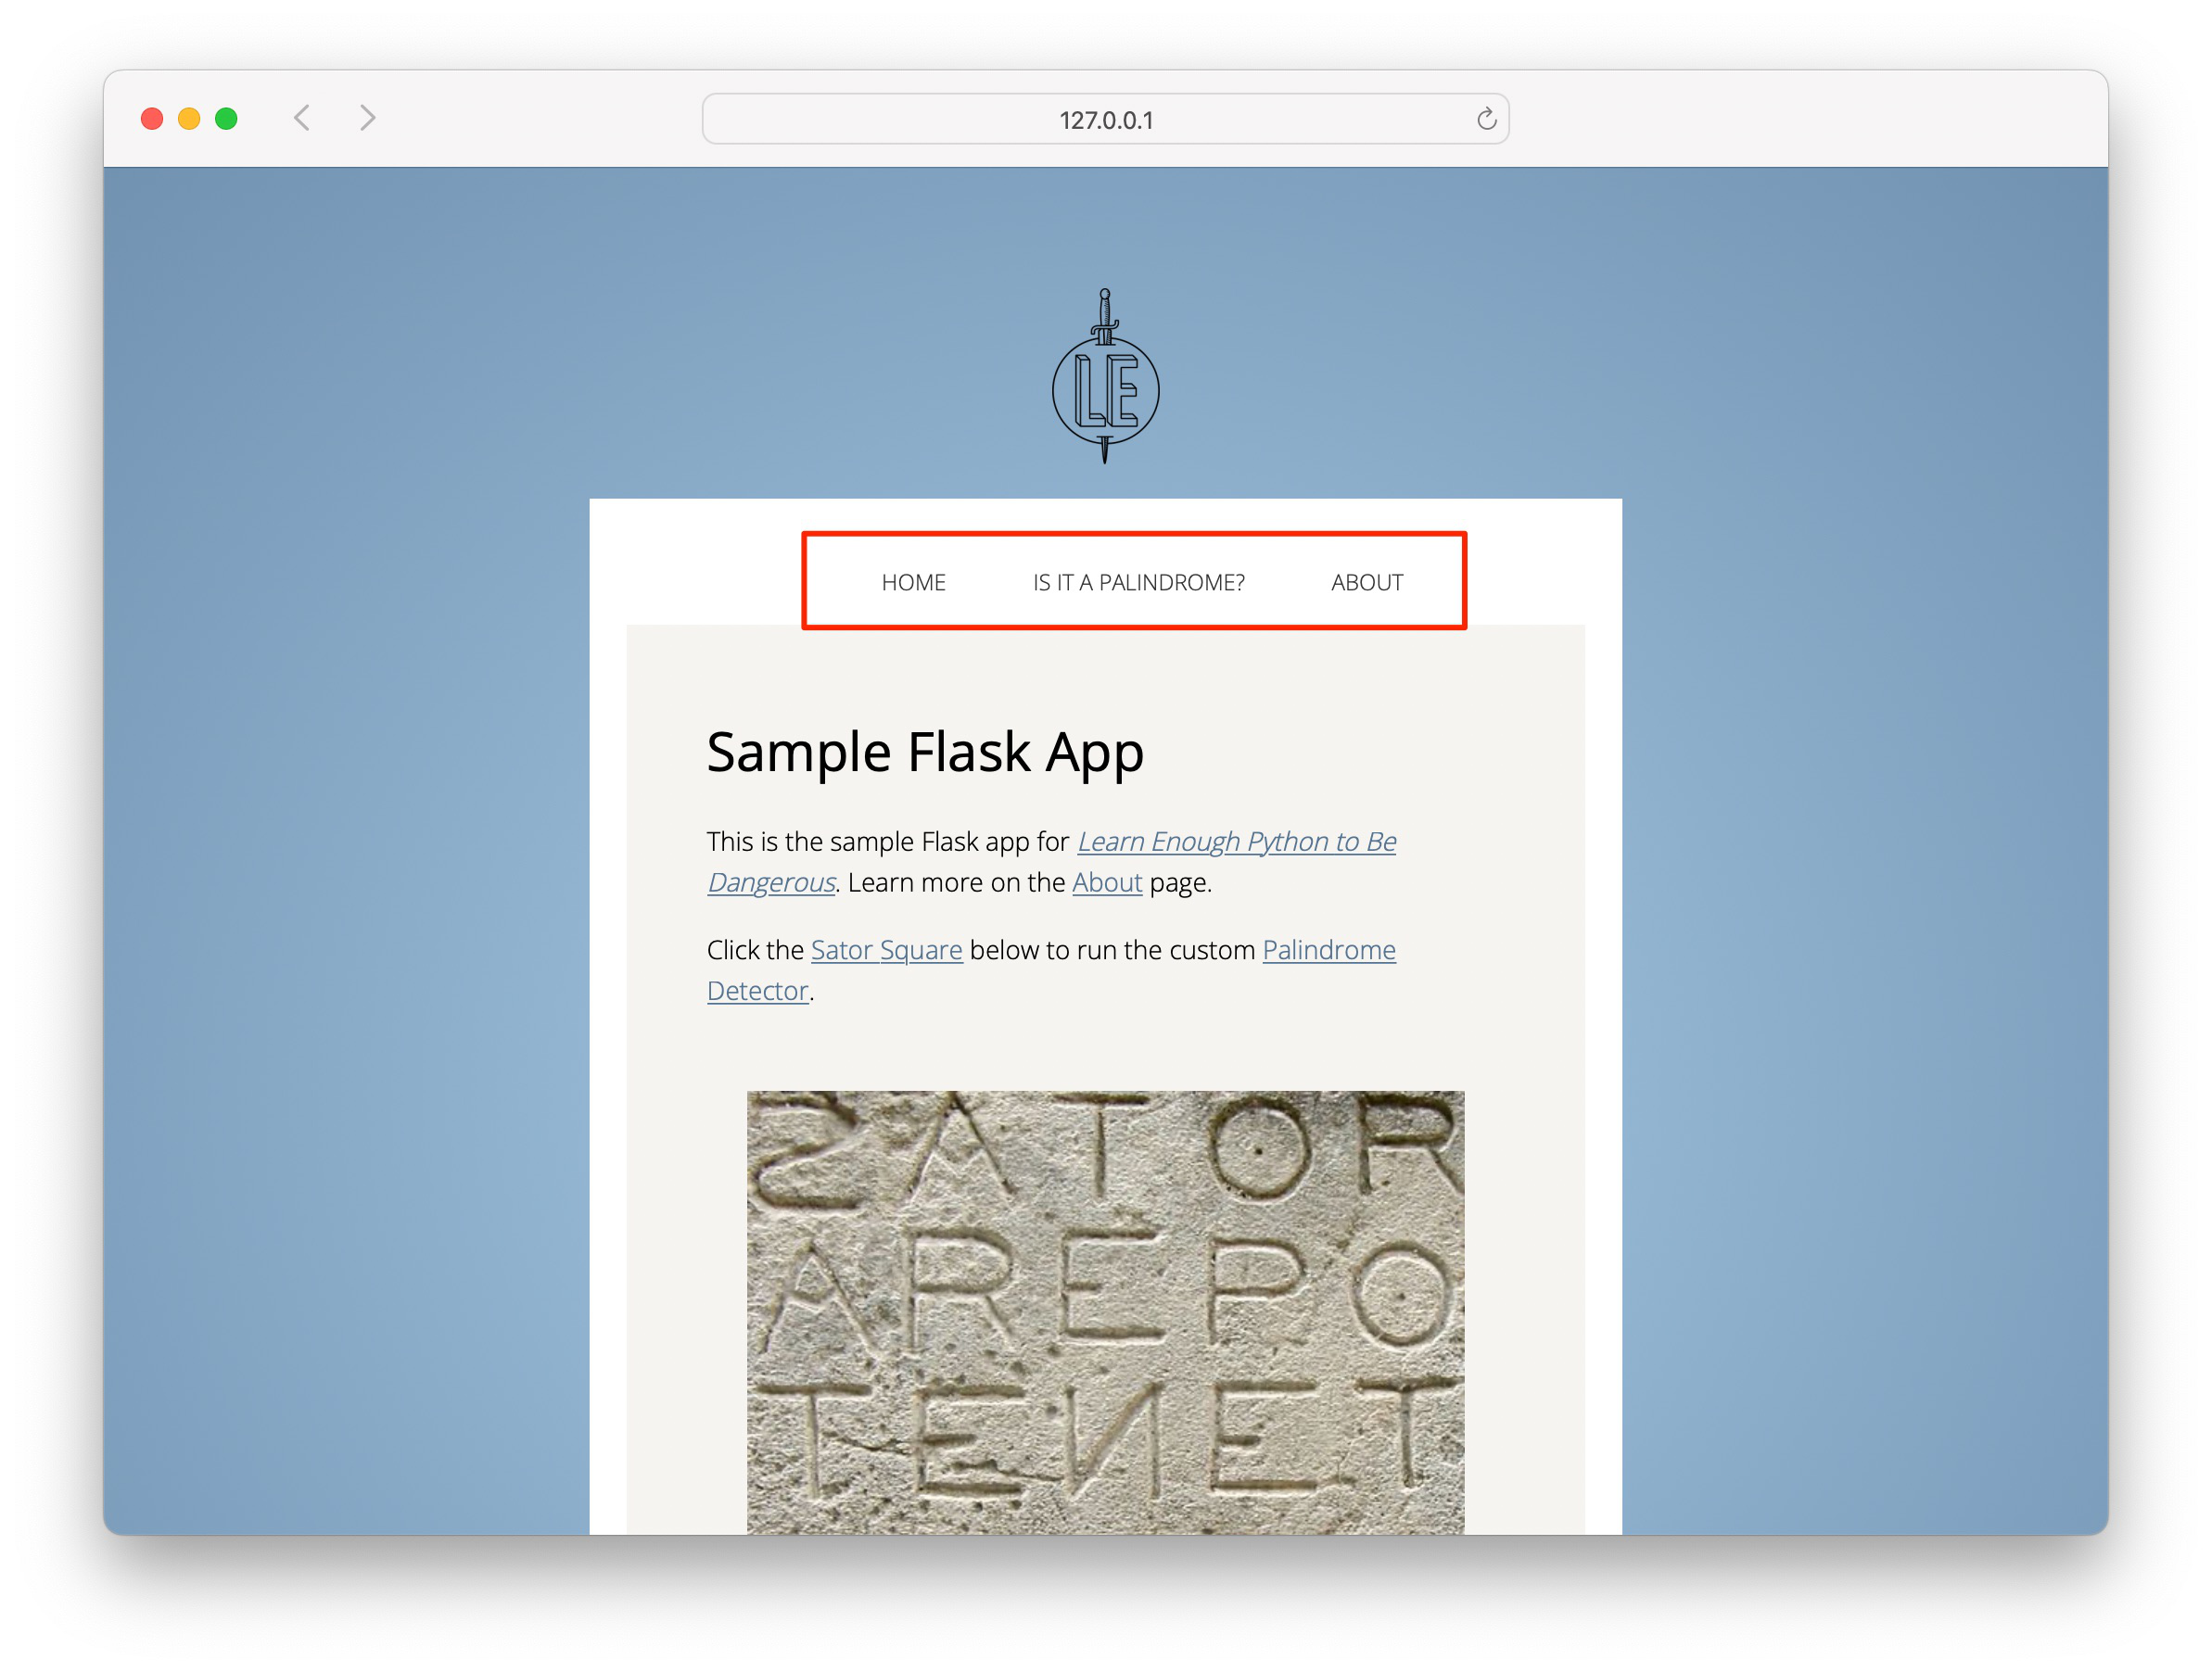 127.0.0.1
LE
HOME IS IT A PALINDROME? ABOUT
Sample Flask App
This is the sample Flask app for Learn Enough Python to Be
Dangerous. Learn more on the About page.
Click the Sator Square below to run the custom Palindrome
Detector.
SATOR
AREPO
TENET